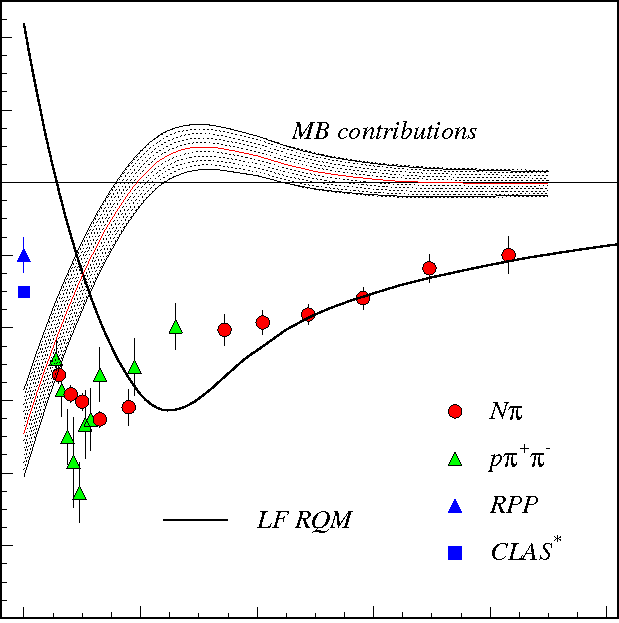 MB contributions
Nπ
pπ⁺π⁻
RPP
LF RQM
CLAS*